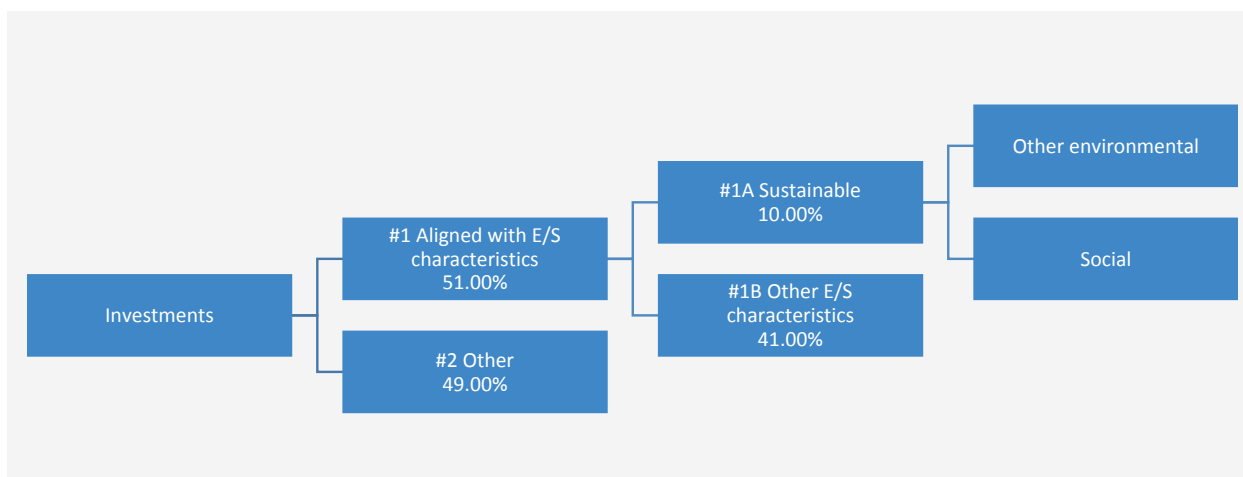 Investments
#1 Aligned with E/S
characteristics
51.00%
#2 Other
49.00%
#1A Sustainable
10.00%
#1B Other E/S
characteristics
41.00%
Other environmental
Social